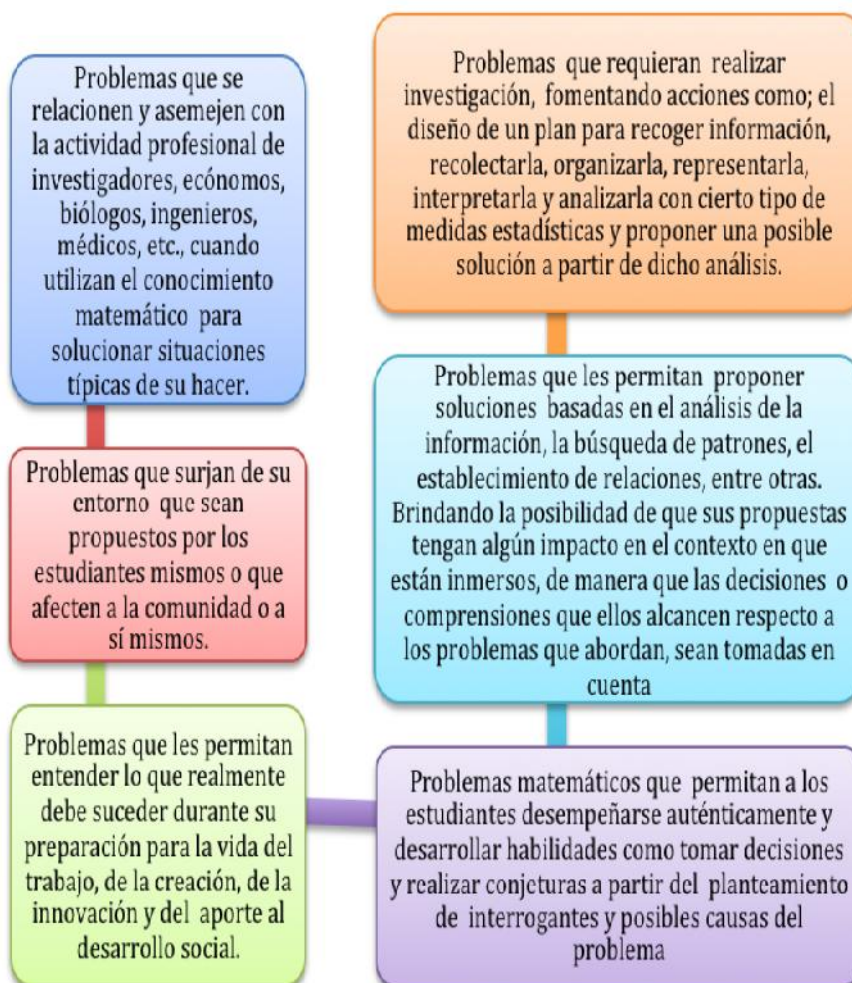 Problemas que se
relacionen y asemejen con
la actividad profesional de
investigadores, ecónomos,
biólogos, ingenieros,
médicos, etc., cuando
utilizan el conocimiento
matemático para
solucionar situaciones
típicas de su hacer.
Problemas que surjan de su
entorno que sean
propuestos por los
estudiantes mismos o que
afecten a la comunidad o a
sí mismos.
Problemas que les permitan
entender lo que realmente
debe suceder durante su
preparación para la vida del
trabajo, de la creación, de la
innovación y del aporte al
desarrollo social.
Problemas matemáticos que permitan a los
estudiantes desempeñarse auténticamente y
desarrollar habilidades como tomar decisiones
y realizar conjeturas a partir del planteamiento
de interrogantes y posibles causas del
problema
Problemas que les permitan proponer
soluciones basadas en el análisis de la
información, la búsqueda de patrones, el
establecimiento de relaciones, entre otras.
Brindando la posibilidad de que sus propuestas
tengan algún impacto en el contexto en que
están inmersos, de manera que las decisiones o
comprensiones que ellos alcancen respecto a
los problemas que abordan, sean tomadas en
cuenta
Problemas que requieran realizar
investigación, fomentando acciones como; el
diseño de un plan para recoger información,
recolectarla, organizarla, representarla,
interpretarla y analizarla con cierto tipo de
medidas estadísticas y proponer una posible
solución a partir de dicho análisis.